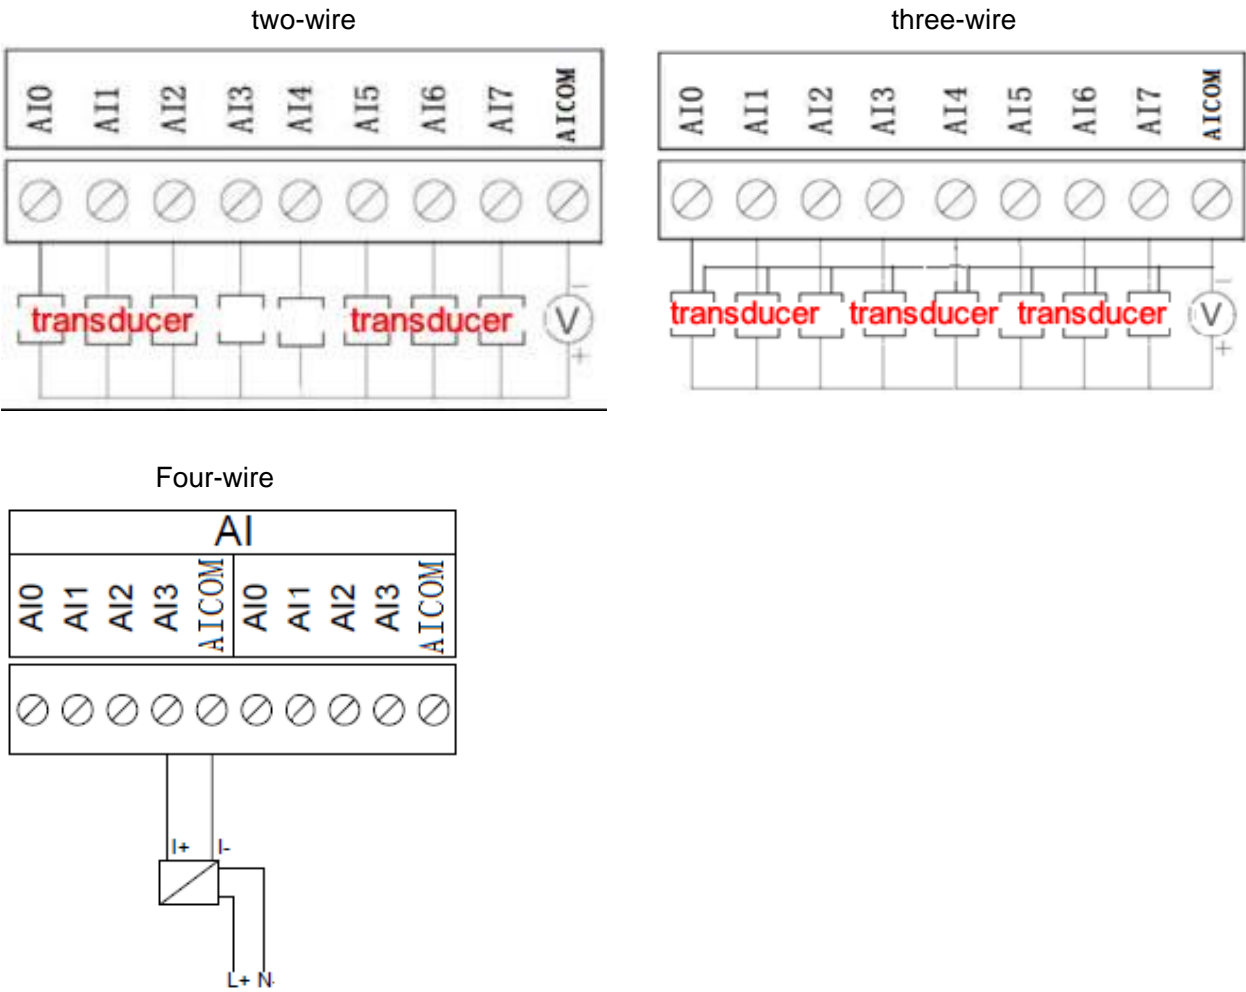 two-wire
three-wire
AI0 AI1 AI2 AI3 AI4 AI5 AI6 AI7 AICOM
AI0 AI1 AI2 AI3 AI4 AI5 AI6 AI7 AICOM
transducer transducer V - +
transducer transducer transducer V - +
Four-wire
AI
AI0 AI1 AI2 AI3 AICOM AI0 AI1 AI2 AI3 AICOM
I+ I-
L+ N-